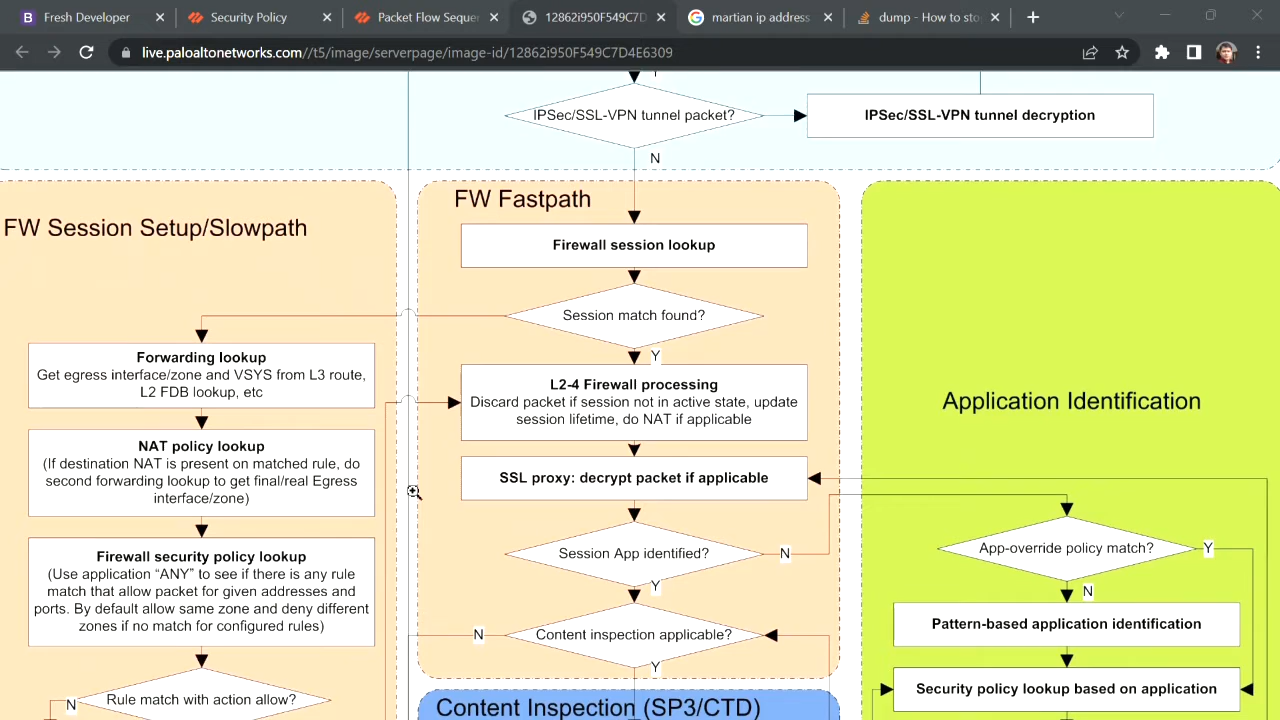 Fresh Developer
Security Policy
Packet Flow Sequer
12862i950F549C7D
martian ip address
dump - How to sto
live.paloaltonetworks.com//t5/image/serverpage/image-id/12862i950F549C7D4E6309
IPSec/SSL-VPN tunnel packet?
IPSec/SSL-VPN tunnel decryption
N
FW Session Setup/Slowpath
FW Fastpath
Firewall session lookup
Session match found?
Y
Forwarding lookup
Get egress interface/zone and VSYS from L3 route,
L2 FDB lookup, etc
L2-4 Firewall processing
Discard packet if session not in active state, update
session lifetime, do NAT if applicable
Application Identification
NAT policy lookup
(If destination NAT is present on matched rule, do
second forwarding lookup to get final/real Egress
interface/zone)
SSL proxy: decrypt packet if applicable
Firewall security policy lookup
(Use application “ANY” to see if there is any rule
match that allow packet for given addresses and
ports. By default allow same zone and deny different
zones if no match for configured rules)
Session App identified?
N
Y
App-override policy match?
Y
N
Pattern-based application identification
Content inspection applicable?
N
Y
Security policy lookup based on application
Rule match with action allow?
N
Content Inspection (SP3/CTD)